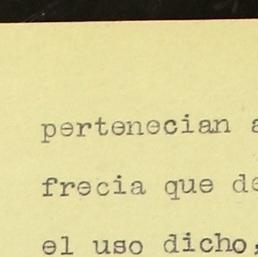 pertenecian a
frecia que de
el uso dicho,